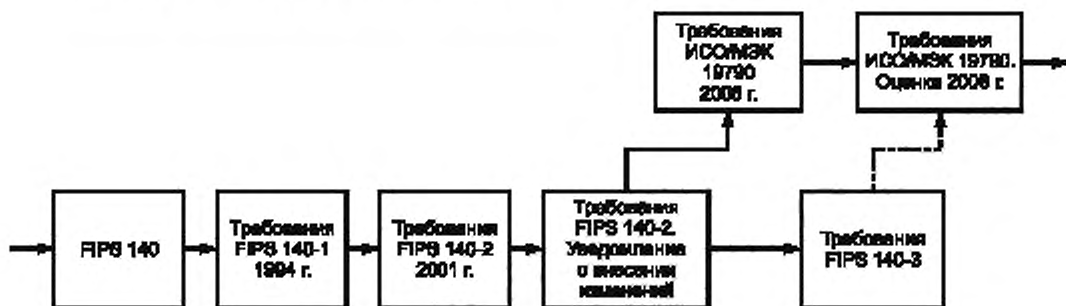 Требования
ИСО/МЭК
19790
2006 г.
Требования
ИСО/МЭК 19790.
Оценка 2008 г.
FIPS 140
Требования
FIPS 140-1
1994 г.
Требования
FIPS 140-2
2001 г.
Требования
FIPS 140-2.
Уведомление
о внесении
изменений
Требования
FIPS 140-3